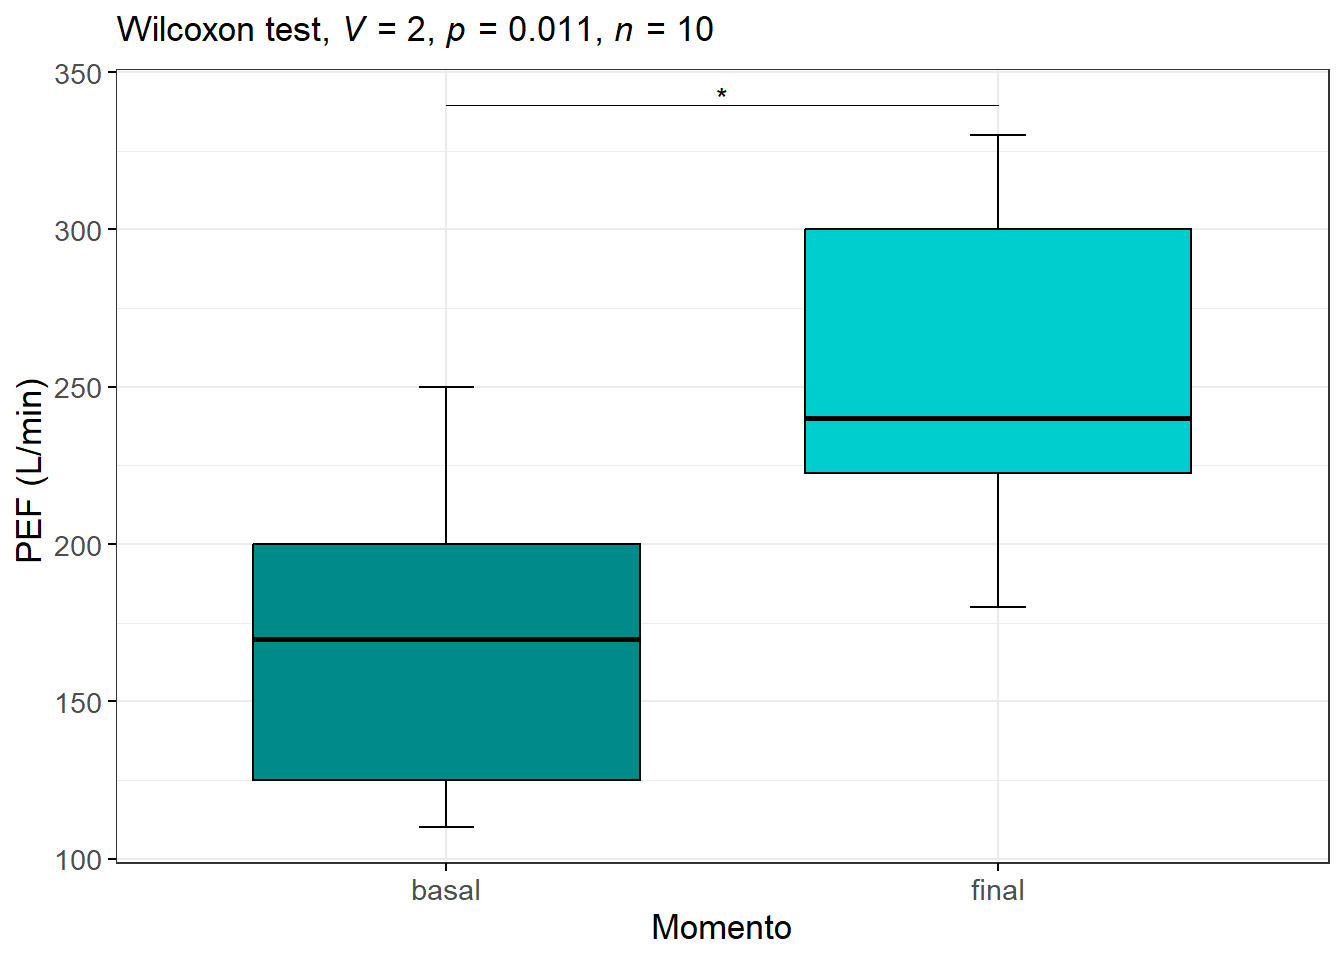 Wilcoxon test, V = 2, p = 0.011, n = 10
350
*
300
250
200
150
100
PEF (L/min)
basal
final
Momento